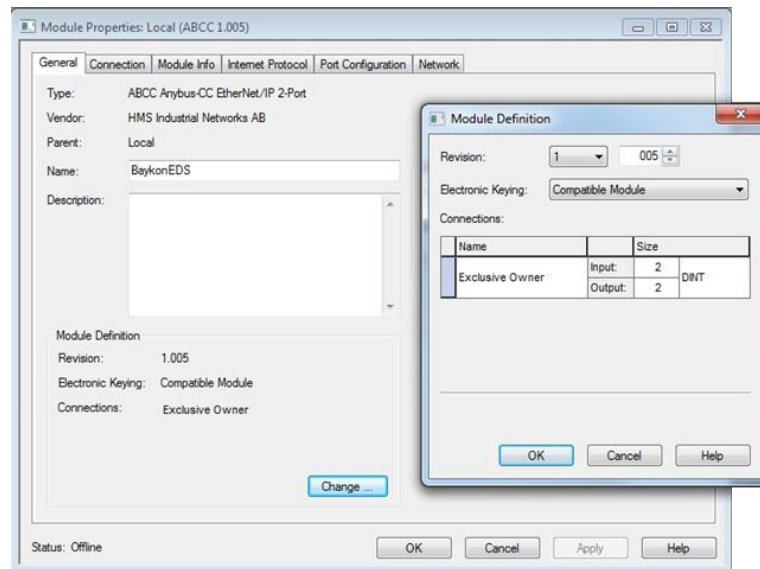 Module Properties: Local (ABCC 1.005)
General Connection Module Info Internet Protocol Port Configuration Network
Type: ABCC Anybus-CC EtherNet/IP 2-Port
Vendor: HMS Industrial Networks AB
Parent: Local
Name: BaykonEDS
Description:
Module Definition
Revision: 1.005
Electronic Keying: Compatible Module
Connections: Exclusive Owner
Change ...
Status: Offline
OK Cancel Apply Help
Module Definition
Revision: 1 005
Electronic Keying: Compatible Module
Connections:
Name Size
Exclusive Owner Input: 2 DINT
Output: 2
OK Cancel Help